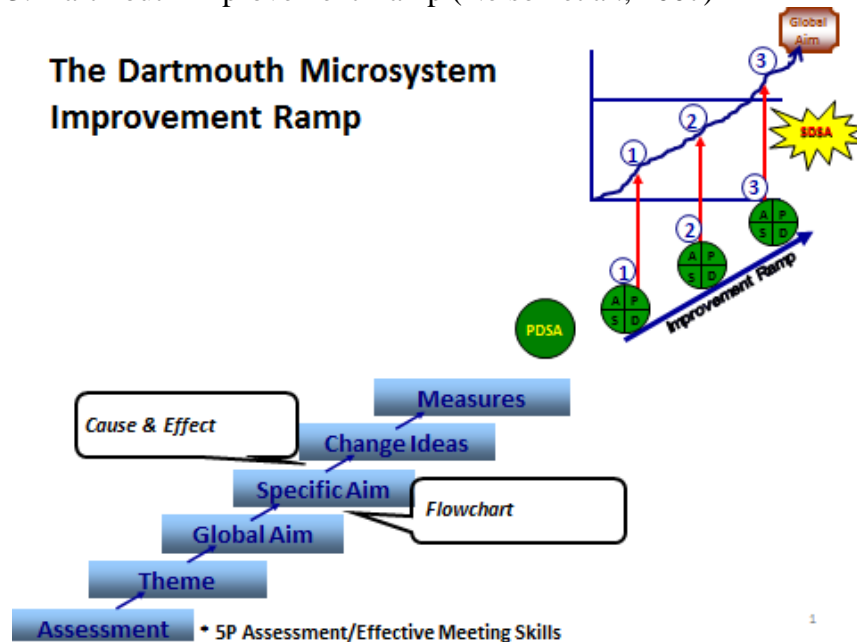 The Dartmouth Microsystem
Improvement Ramp
Global
Aim
3
2
1
SDSA
3
A P
S D
2
A P
S D
1
A P
S D
Improvement Ramp
PDSA
Measures
Cause & Effect
Change Ideas
Specific Aim
Flowchart
Global Aim
Theme
Assessment
* 5P Assessment/Effective Meeting Skills
1